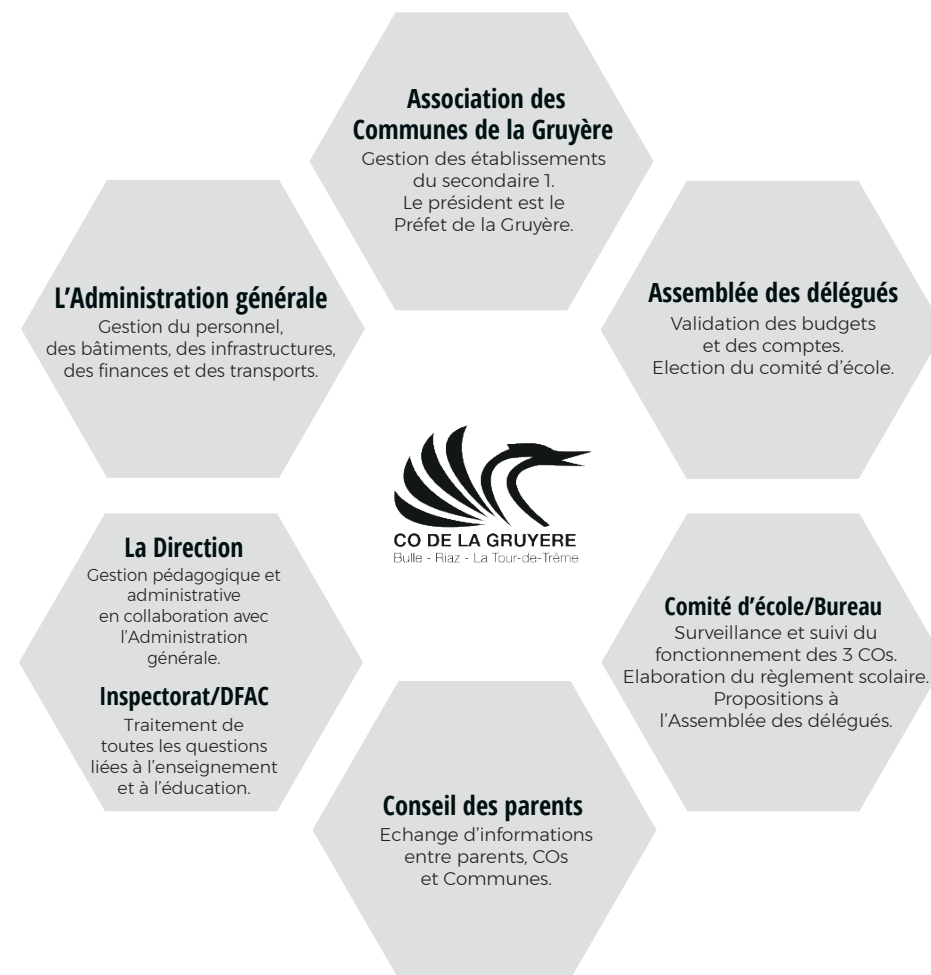 Association des
Communes de la Gruyère
Gestion des établissements
du secondaire 1.
Le président est le
Préfet de la Gruyère.
L'Administration générale
Gestion du personnel,
des bâtiments, des infrastructures,
des finances et des transports.
Assemblée des délégués
Validation des budgets
et des comptes.
Election du comité d'école.
CO DE LA GRUYERE
Bulle - Riaz - La Tour-de-Trême
La Direction
Gestion pédagogique et
administrative
en collaboration avec
l'Administration
générale.
Inspectorat/DFAC
Traitement de
toutes les questions
liées à l'enseignement
et à l'éducation.
Comité d'école/Bureau
Surveillance et suivi du
fonctionnement des 3 COs.
Elaboration du règlement scolaire.
Propositions à
l'Assemblée des délégués.
Conseil des parents
Echange d'informations
entre parents, COs
et Communes.